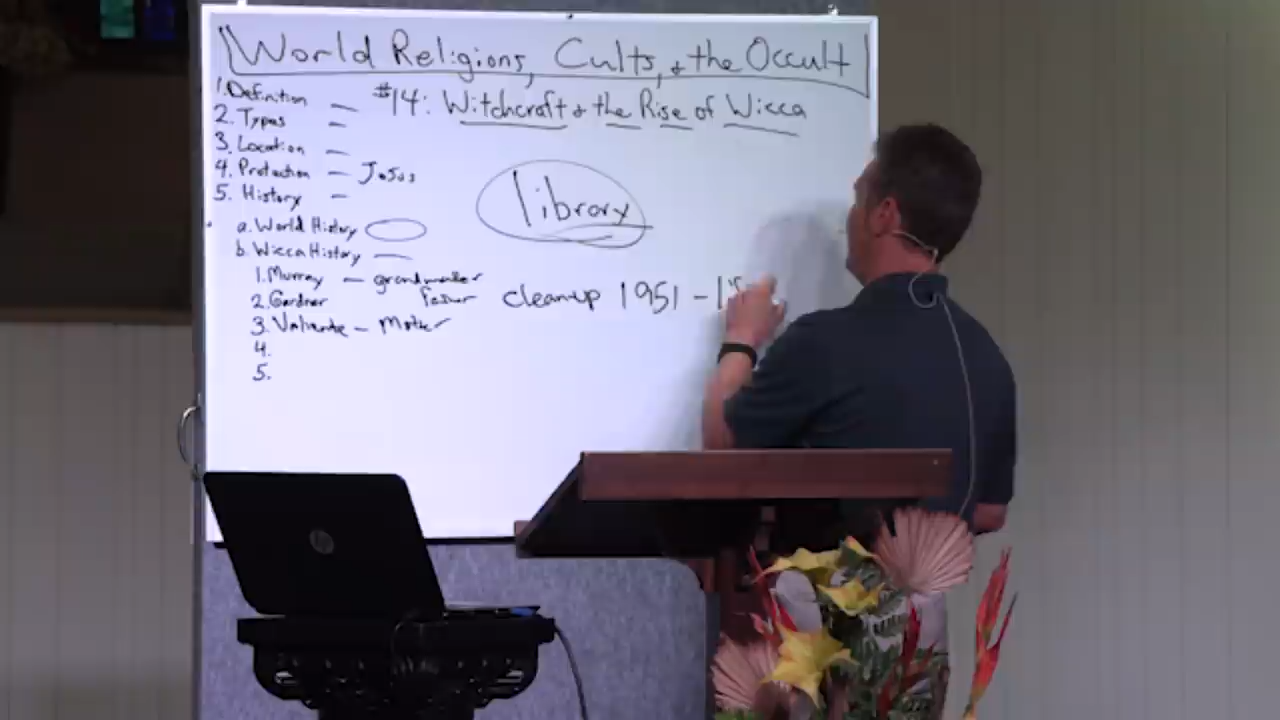 World Religions, Cults, & the Occult
#14: Witchcraft & the Rise of Wicca
1. Definition —
2. Types —
3. Location —
4. Protection — Jesus
5. History —
a. World History
b. Wicca History —
1. Murray — grandmother
2. Gardner father
3. Valiente — Mother
4.
5.
library
cleanup 1951 -
hp